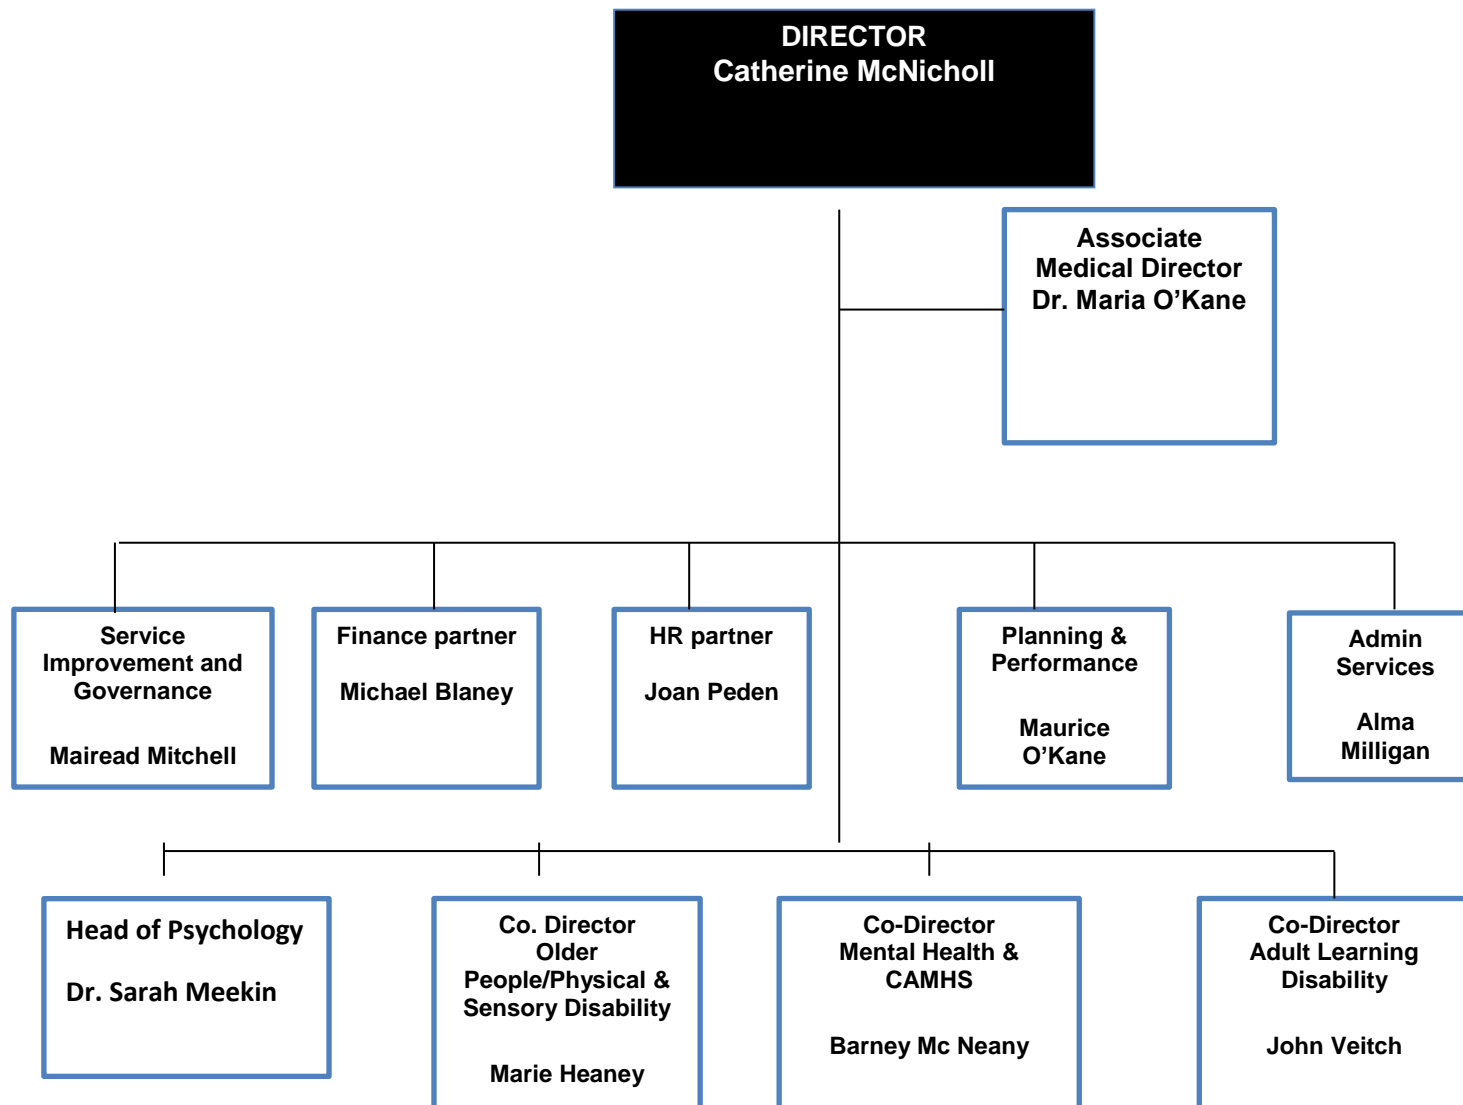 DIRECTOR
Catherine McNicholl
Associate
Medical Director
Dr. Maria O’Kane
Service
Improvement and
Governance
Mairead Mitchell
Finance partner
Michael Blaney
HR partner
Joan Peden
Planning &
Performance
Maurice
O’Kane
Admin
Services
Alma
Milligan
Head of Psychology
Dr. Sarah Meekin
Co. Director
Older
People/Physical &
Sensory Disability
Marie Heaney
Co-Director
Mental Health &
CAMHS
Barney Mc Neany
Co-Director
Adult Learning
Disability
John Veitch